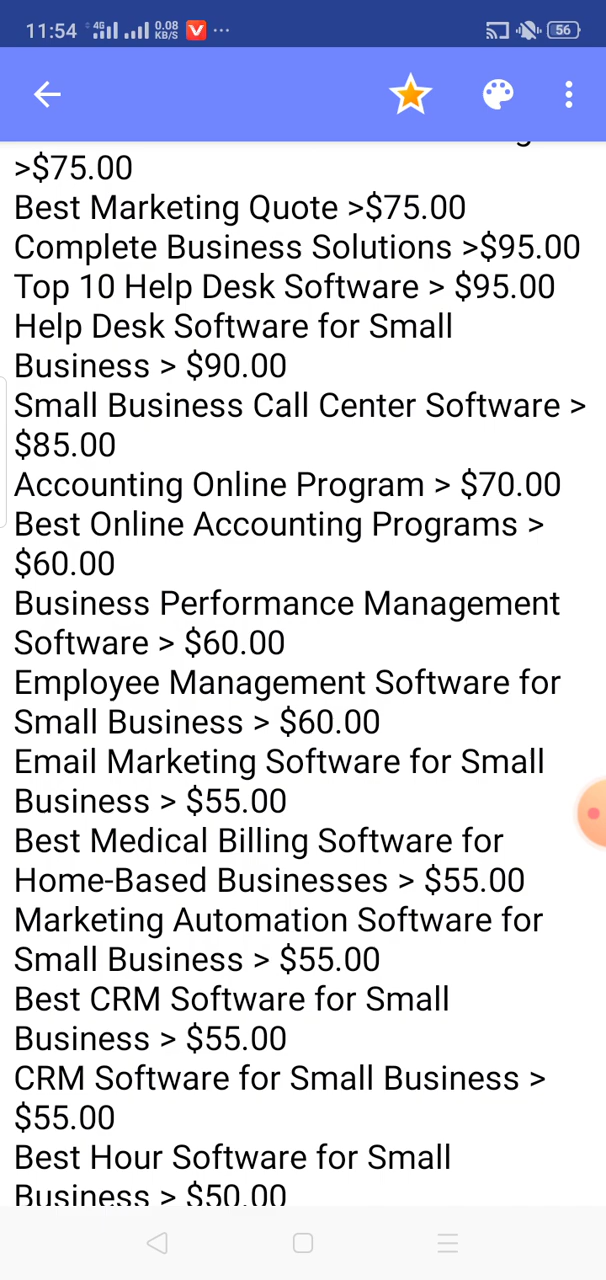 11:54 4G 0.08 KB/S V ... 56
>$75.00
Best Marketing Quote >$75.00
Complete Business Solutions >$95.00
Top 10 Help Desk Software > $95.00
Help Desk Software for Small
Business > $90.00
Small Business Call Center Software >
$85.00
Accounting Online Program > $70.00
Best Online Accounting Programs >
$60.00
Business Performance Management
Software > $60.00
Employee Management Software for
Small Business > $60.00
Email Marketing Software for Small
Business > $55.00
Best Medical Billing Software for
Home-Based Businesses > $55.00
Marketing Automation Software for
Small Business > $55.00
Best CRM Software for Small
Business > $55.00
CRM Software for Small Business >
$55.00
Best Hour Software for Small
Business > $50.00